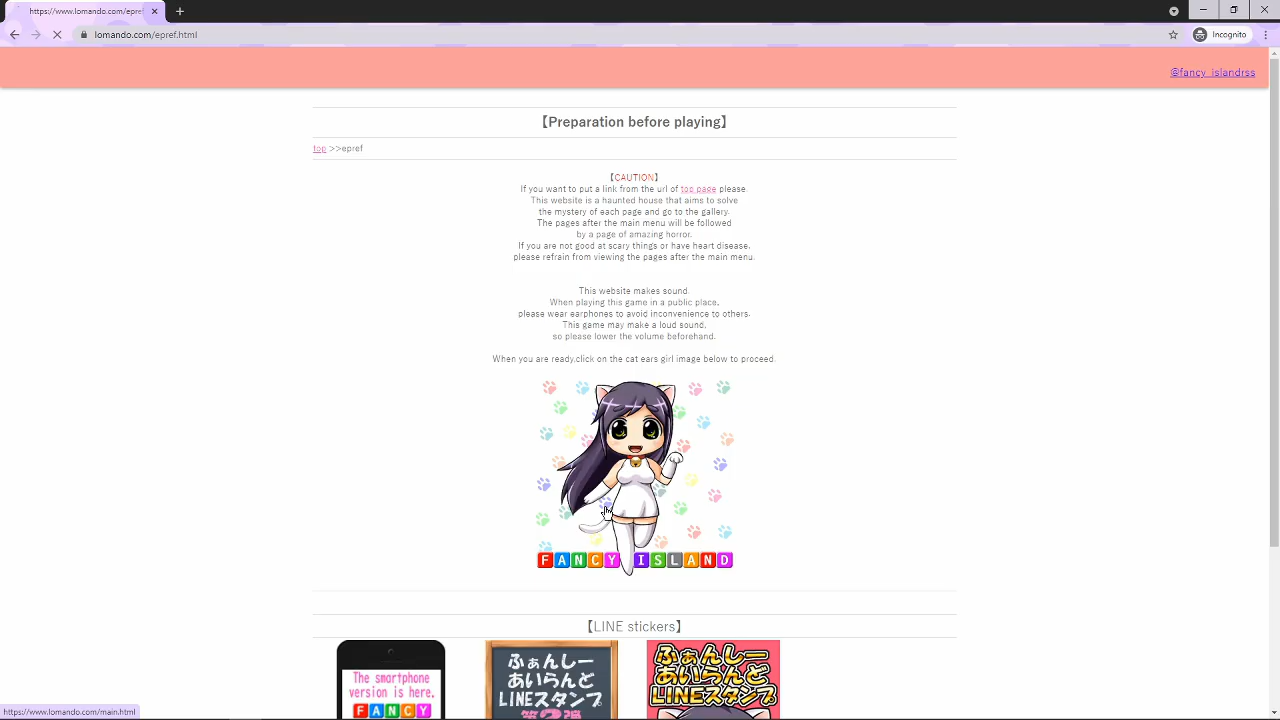 https://www.lomando.com/epref
lomando.com/epref.html
Incognito
@fancy_islandrss
【Preparation before playing】
top >>epref
【CAUTION】
If you want to put a link from the url of top page please.
This website is a haunted house that aims to solve
the mystery of each page and go to the gallery.
The pages after the main menu will be followed
by a page of amazing horror.
If you are not good at scary things or have heart disease,
please refrain from viewing the pages after the main menu.
This website makes sound.
When playing this game in a public place,
please wear earphones to avoid inconvenience to others.
This game may make a loud sound,
so please lower the volume beforehand.
When you are ready,click on the cat ears girl image below to proceed.
FANCY ISLAND
【LINE stickers】
The smartphone
version is here.
FANCY
ふぁんしー
あいらんど
LINEスタンプ
第2弾
ふぁんしー
あいらんど
LINEスタンプ
https://www.lomando.com/main.html